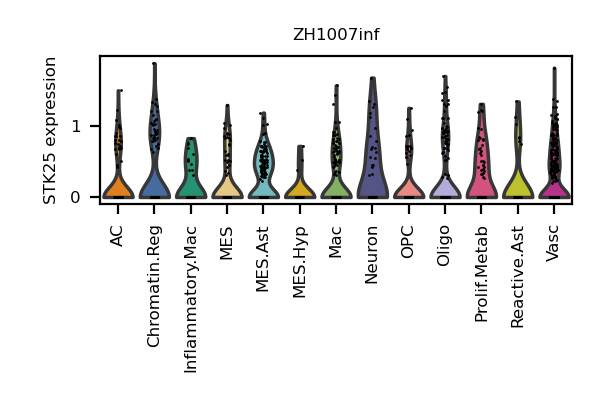 ZH1007inf
STK25 expression
1
0
AC
Chromatin.Reg
Inflammatory.Mac
MES
MES.Ast
MES.Hyp
Mac
Neuron
OPC
Oligo
Prolif.Metab
Reactive.Ast
Vasc